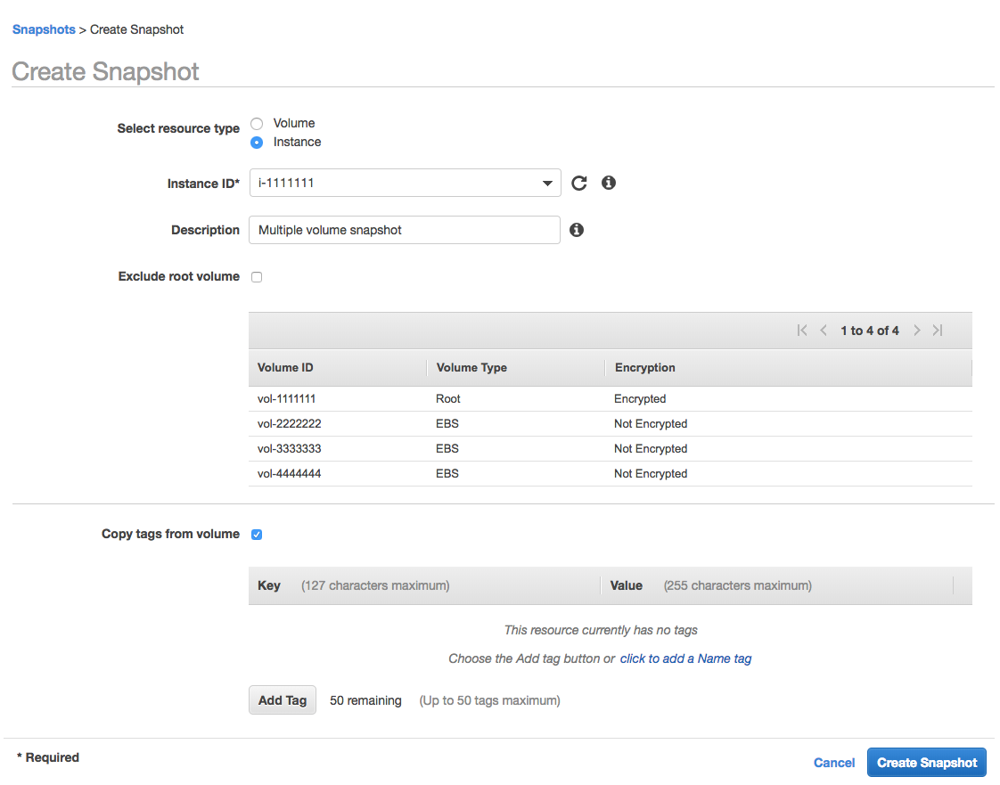 Snapshots > Create Snapshot
Create Snapshot
Select resource type
Volume
Instance
Instance ID* i-1111111
Description Multiple volume snapshot
Exclude root volume
1 to 4 of 4
Volume ID Volume Type Encryption
vol-1111111 Root Encrypted
vol-2222222 EBS Not Encrypted
vol-3333333 EBS Not Encrypted
vol-4444444 EBS Not Encrypted
Copy tags from volume
Key (127 characters maximum) Value (255 characters maximum)
This resource currently has no tags
Choose the Add tag button or click to add a Name tag
Add Tag 50 remaining (Up to 50 tags maximum)
* Required
Cancel Create Snapshot